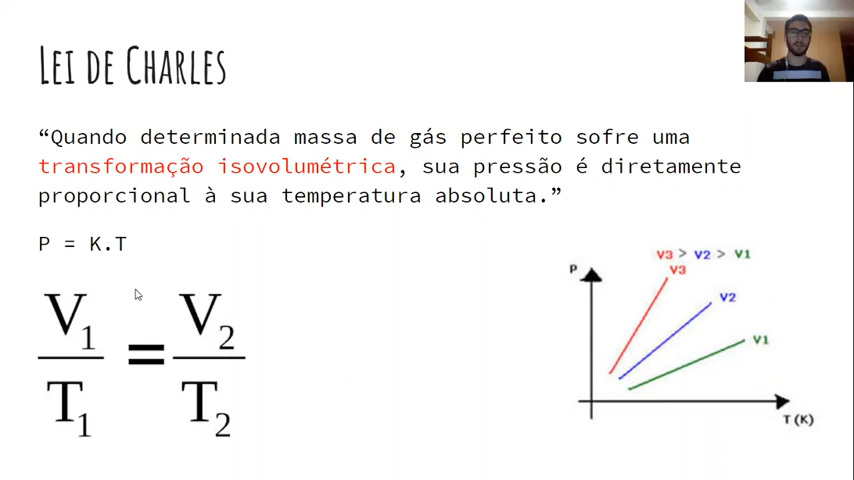 LEI DE CHARLES
“Quando determinada massa de gás perfeito sofre uma
transformação isovolumétrica, sua pressão é diretamente
proporcional à sua temperatura absoluta.”
P = K.T
V1 = V2
T1 T2
V3 > V2 > V1
P
V3
V2
V1
T (K)